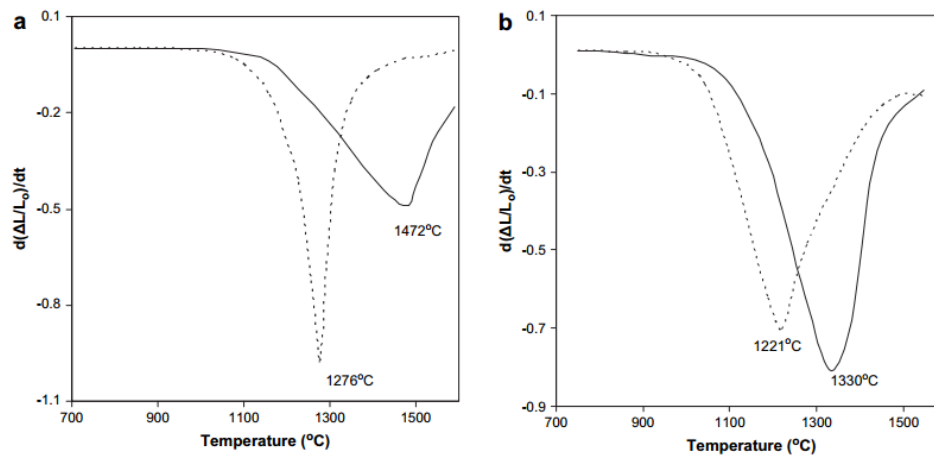 a
0.1
-0.2
-0.5
-0.8
-1.1
d(ΔL/Lo)/dt
1472°C
1276°C
700 900 1100 1300 1500
Temperature (°C)
b
0.1
-0.1
-0.3
-0.5
-0.7
-0.9
d(ΔL/Lo)/dt
1221°C
1330°C
700 900 1100 1300 1500
Temperature (°C)